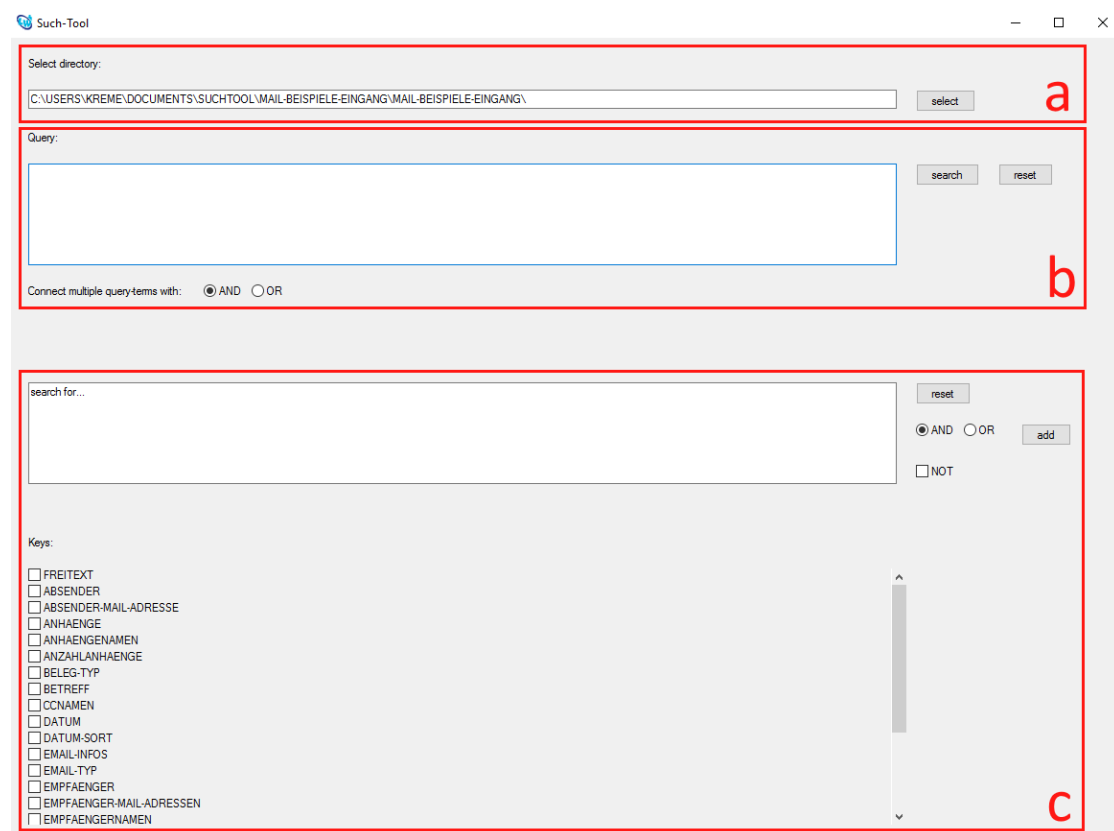 Such-Tool
Select directory:
C:\USERS\KREME\DOCUMENTS\SUCHTOOL\MAIL-BEISPIELE-EINGANG\MAIL-BEISPIELE-EINGANG\ select a
Query:
search reset
b
Connect multiple query-terms with: AND OR
search for... reset
AND OR add
NOT
Keys:
FREITEXT
ABSENDER
ABSENDER-MAIL-ADRESSE
ANHAENGE
ANHAENGENAMEN
ANZAHLANHAENGE
BELEG-TYP
BETREFF
CCNAMEN
DATUM
DATUM-SORT
EMAIL-INFOS
EMAIL-TYP
EMPFAENGER
EMPFAENGER-MAIL-ADRESSEN
EMPFAENGERNAMEN
c